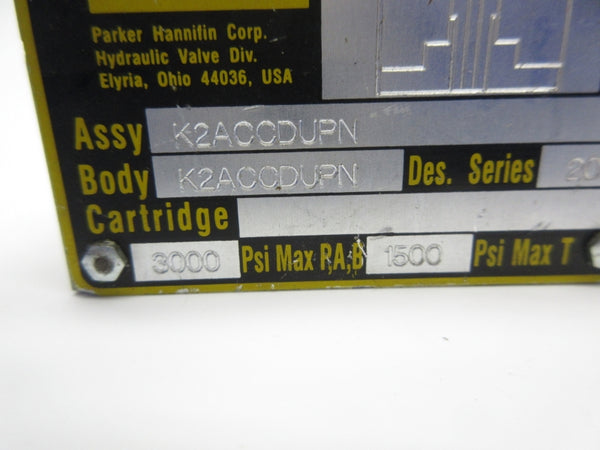 Parker Hannifin Corp.
Hydraulic Valve Div.
Elyria, Ohio 44036, USA
Assy K2ACCDUPN
Body K2ACCDUPN Des. Series 20
Cartridge
3000 Psi Max P,A,B 1500 Psi Max T